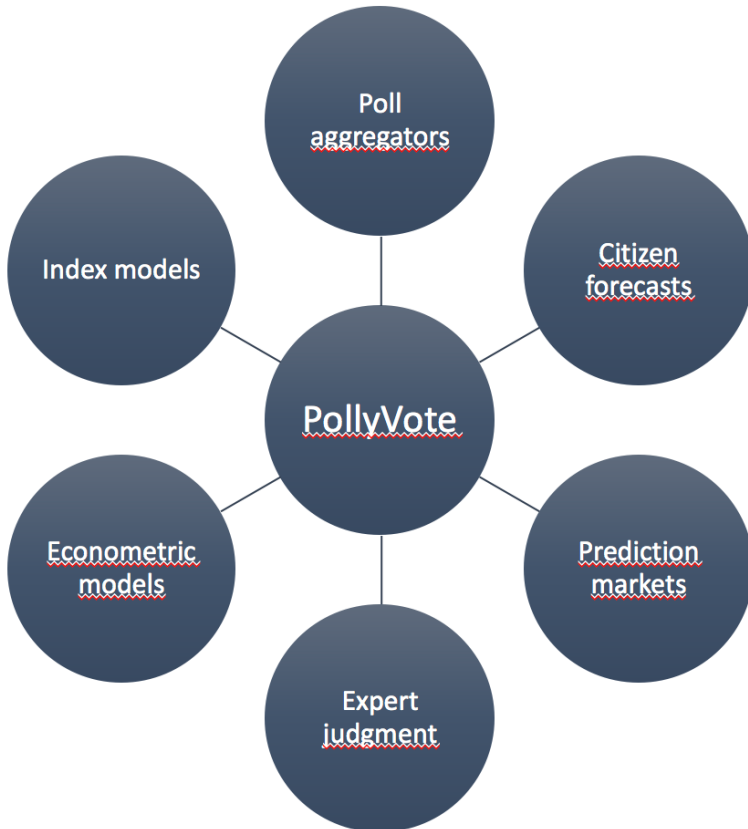 Poll
aggregators
Index models
Citizen
forecasts
PollyVote
Econometric
models
Prediction
markets
Expert
judgment